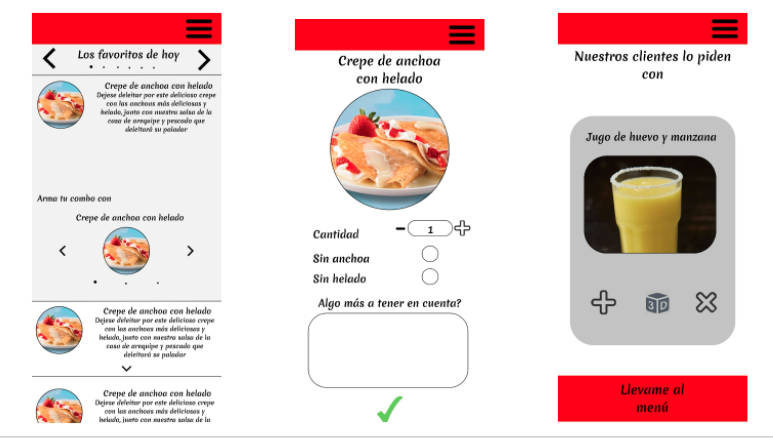 Los favoritos de hoy
Crepe de anchoa con helado
Dejese deleitar por este delicioso crepe
con las anchoas más deliciosas y
helado, junto con nuestra salsa de la
casa de arequipe y pescado que
deleitará su paladar
Arma tu combo con
Crepe de anchoa con helado
Crepe de anchoa con helado
Dejese deleitar por este delicioso crepe
con las anchoas más deliciosas y
helado, junto con nuestra salsa de la
casa de arequipe y pescado que
deleitará su paladar
Crepe de anchoa con helado
Dejese deleitar por este delicioso crepe
con las anchoas más deliciosas y
helado, junto con nuestra salsa de la
Crepe de anchoa
con helado
Cantidad
1
Sin anchoa
Sin helado
Algo más a tener en cuenta?
Nuestros clientes lo piden
con
Jugo de huevo y manzana
3D
Llevame al
menú